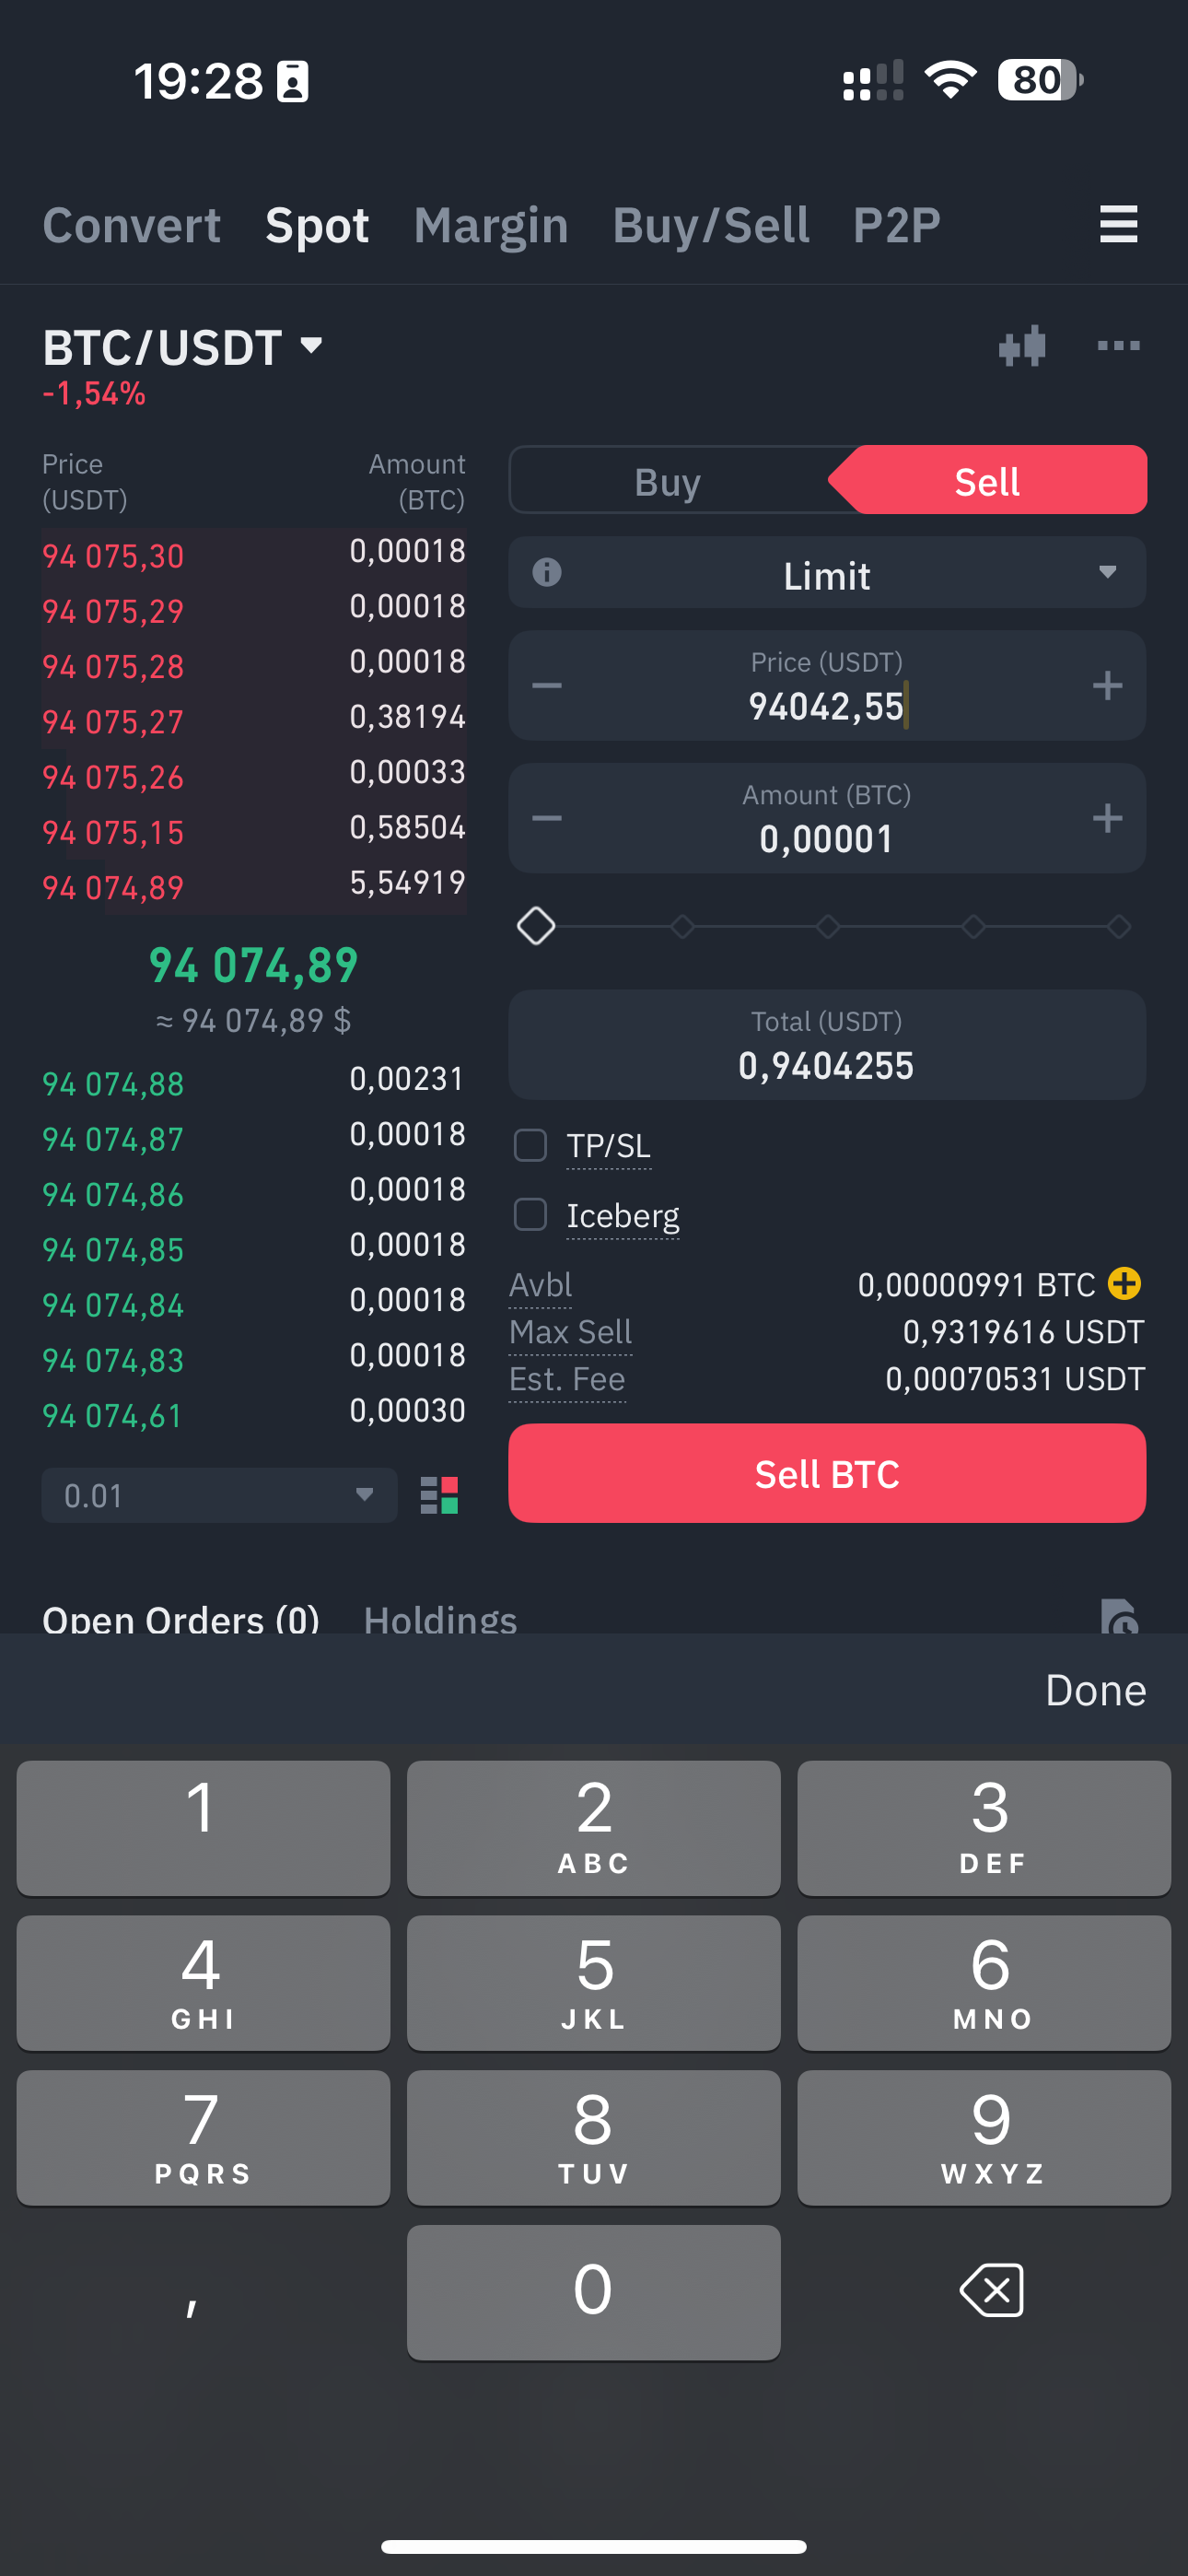 19:28
80
Convert Spot Margin Buy/Sell P2P
BTC/USDT
-1,54%
Price
(USDT)
Amount
(BTC)
94 075,30 0,00018
94 075,29 0,00018
94 075,28 0,00018
94 075,27 0,38194
94 075,26 0,00033
94 075,15 0,58504
94 074,89 5,54919
94 074,89
≈ 94 074,89 $
94 074,88 0,00231
94 074,87 0,00018
94 074,86 0,00018
94 074,85 0,00018
94 074,84 0,00018
94 074,83 0,00018
94 074,61 0,00030
0.01
Buy Sell
Limit
Price (USDT)
94042,55
Amount (BTC)
0,00001
Total (USDT)
0,9404255
TP/SL
Iceberg
Avbl 0,00000991 BTC
Max Sell 0,9319616 USDT
Est. Fee 0,00070531 USDT
Sell BTC
Open Orders (0) Holdings
Done
1 2 3
ABC DEF
4 5 6
GHI JKL MNO
7 8 9
PQRS TUV WXYZ
, 0